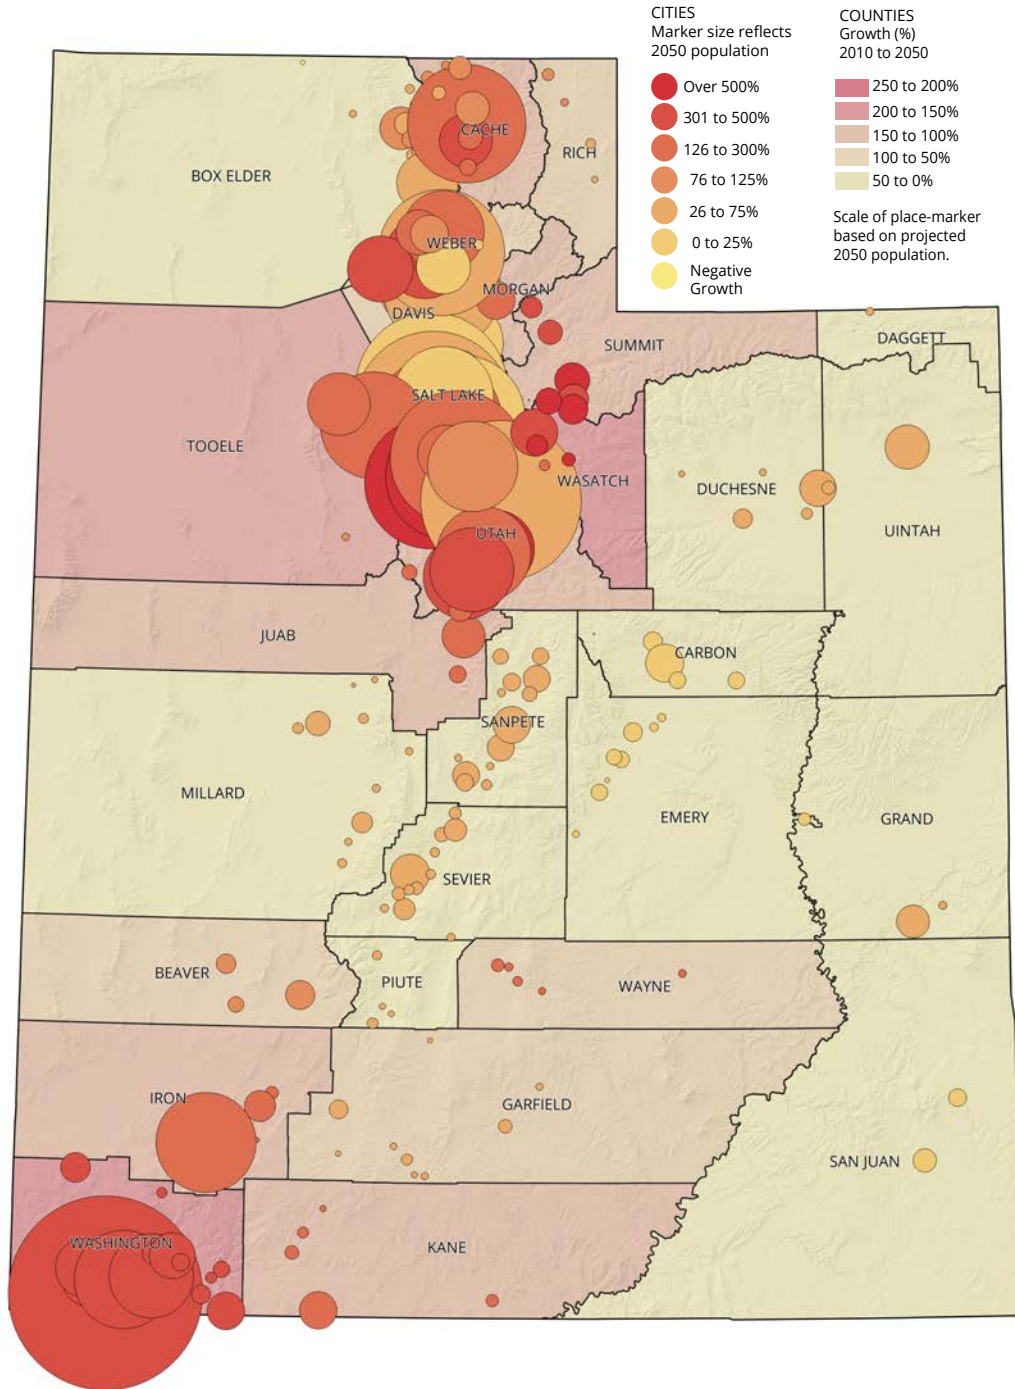 CITIES
Marker size reflects
2050 population
Over 500%
301 to 500%
126 to 300%
76 to 125%
26 to 75%
0 to 25%
Negative
Growth
COUNTIES
Growth (%)
2010 to 2050
250 to 200%
200 to 150%
150 to 100%
100 to 50%
50 to 0%
Scale of place-marker
based on projected
2050 population.
CACHE
RICH
BOX ELDER
WEBER
MORGAN
DAVIS
DAGGETT
SUMMIT
SALT LAKE
TOOELE
WASATCH
DUCHESNE
UINTAH
UTAH
JUAB
CARBON
SANPETE
MILLARD
EMERY
GRAND
SEVIER
BEAVER
PIUTE
WAYNE
IRON
GARFIELD
SAN JUAN
WASHINGTON
KANE